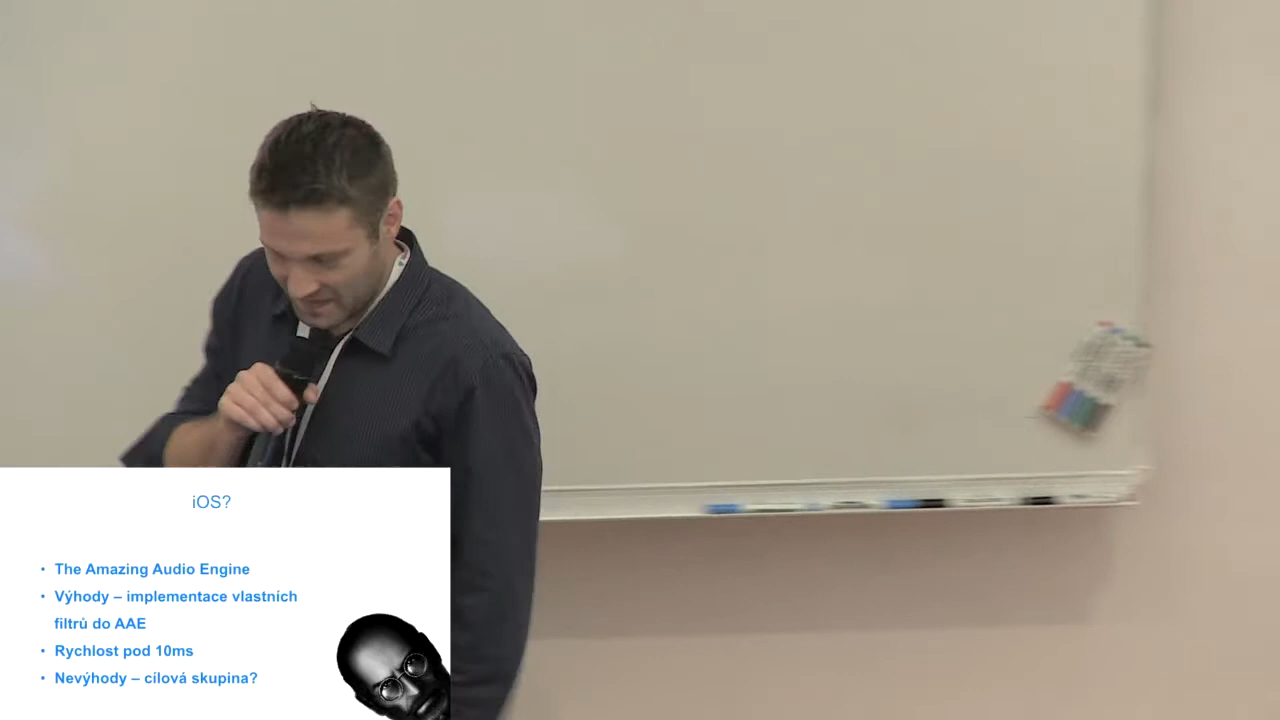 iOS?
• The Amazing Audio Engine
• Výhody – implementace vlastních
filtrů do AAE
• Rychlost pod 10ms
• Nevýhody – cílová skupina?